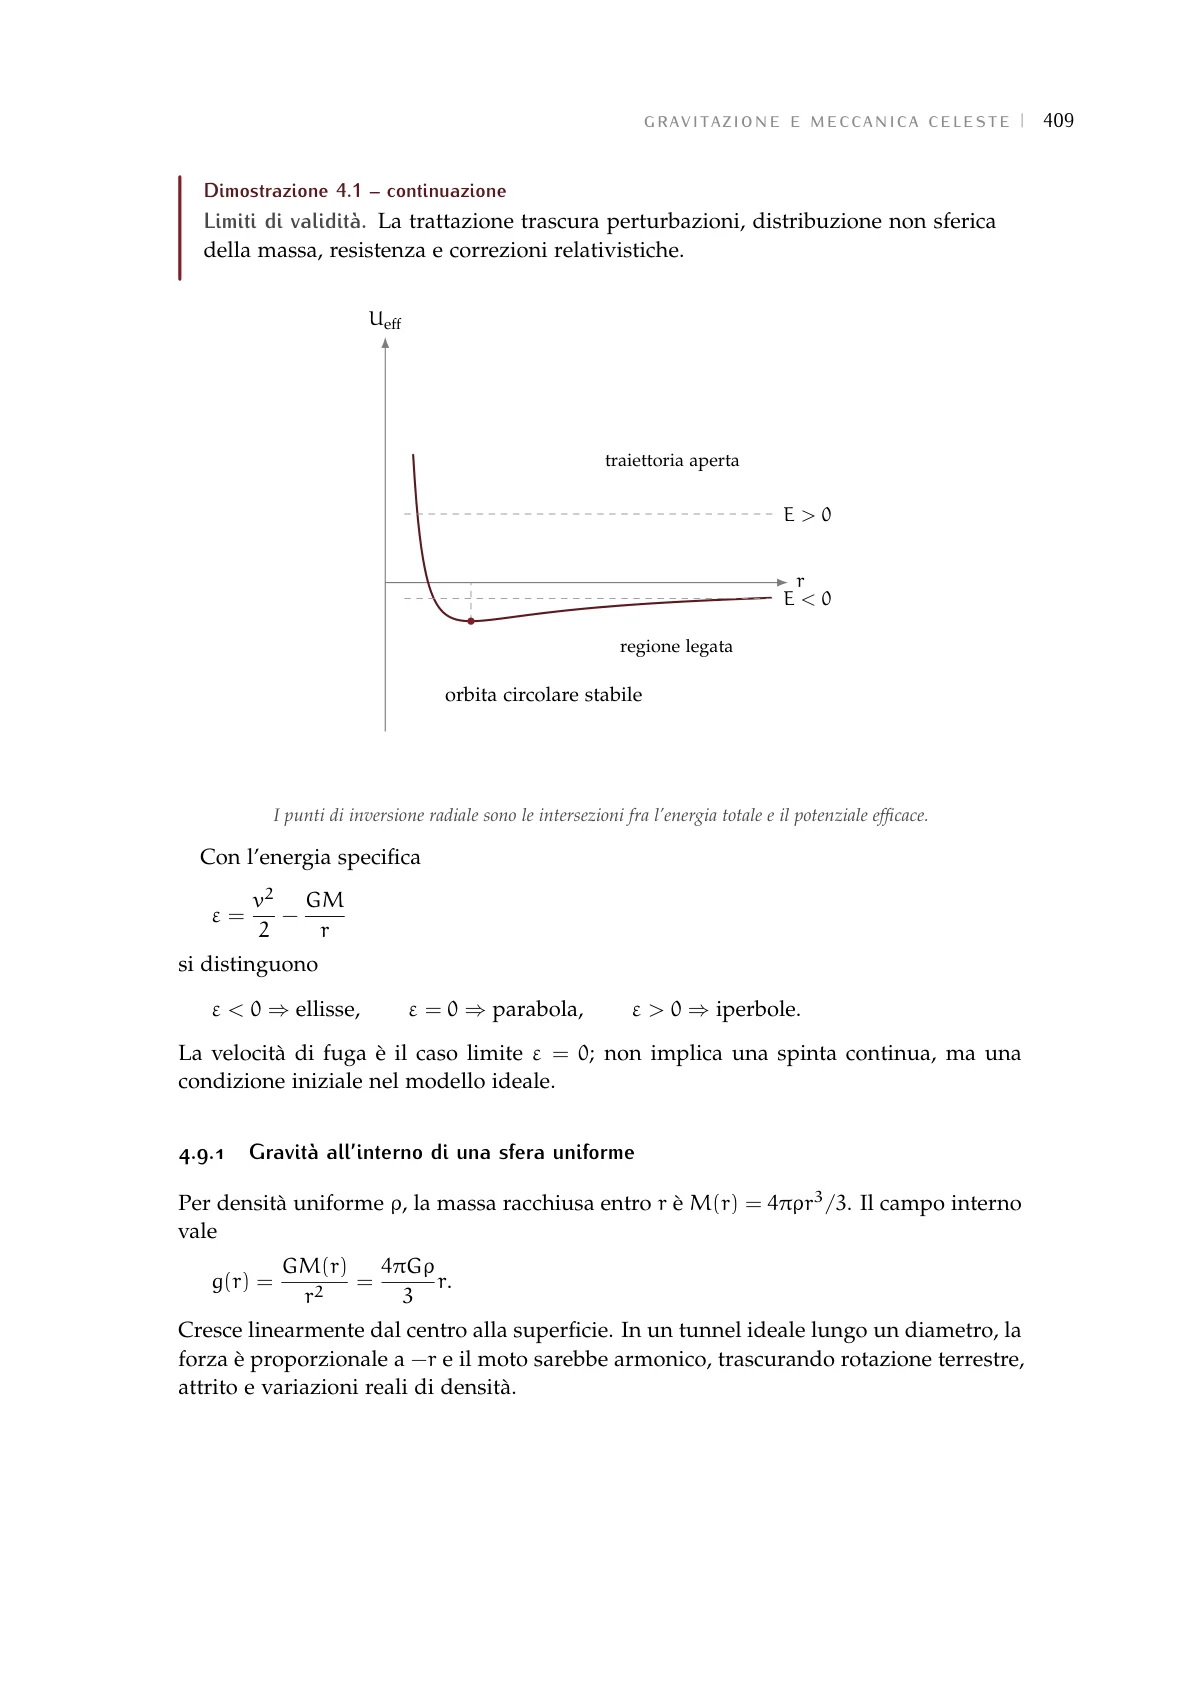 GRAVITAZIONE E MECCANICA CELESTE | 409
Dimostrazione 4.1 – continuazione
Limiti di validità. La trattazione trascura perturbazioni, distribuzione non sferica
della massa, resistenza e correzioni relativistiche.
U_eff
traiettoria aperta
E > 0
r
E < 0
regione legata
orbita circolare stabile
I punti di inversione radiale sono le intersezioni fra l'energia totale e il potenziale efficace.
Con l'energia specifica
ε = v²/2 − GM/r
si distinguono
ε < 0 ⇒ ellisse, ε = 0 ⇒ parabola, ε > 0 ⇒ iperbole.
La velocità di fuga è il caso limite ε = 0; non implica una spinta continua, ma una
condizione iniziale nel modello ideale.
4.9.1 Gravità all'interno di una sfera uniforme
Per densità uniforme ρ, la massa racchiusa entro r è M(r) = 4πρr³/3. Il campo interno
vale
g(r) = GM(r)/r² = 4πGρ/3 r.
Cresce linearmente dal centro alla superficie. In un tunnel ideale lungo un diametro, la
forza è proporzionale a −r e il moto sarebbe armonico, trascurando rotazione terrestre,
attrito e variazioni reali di densità.